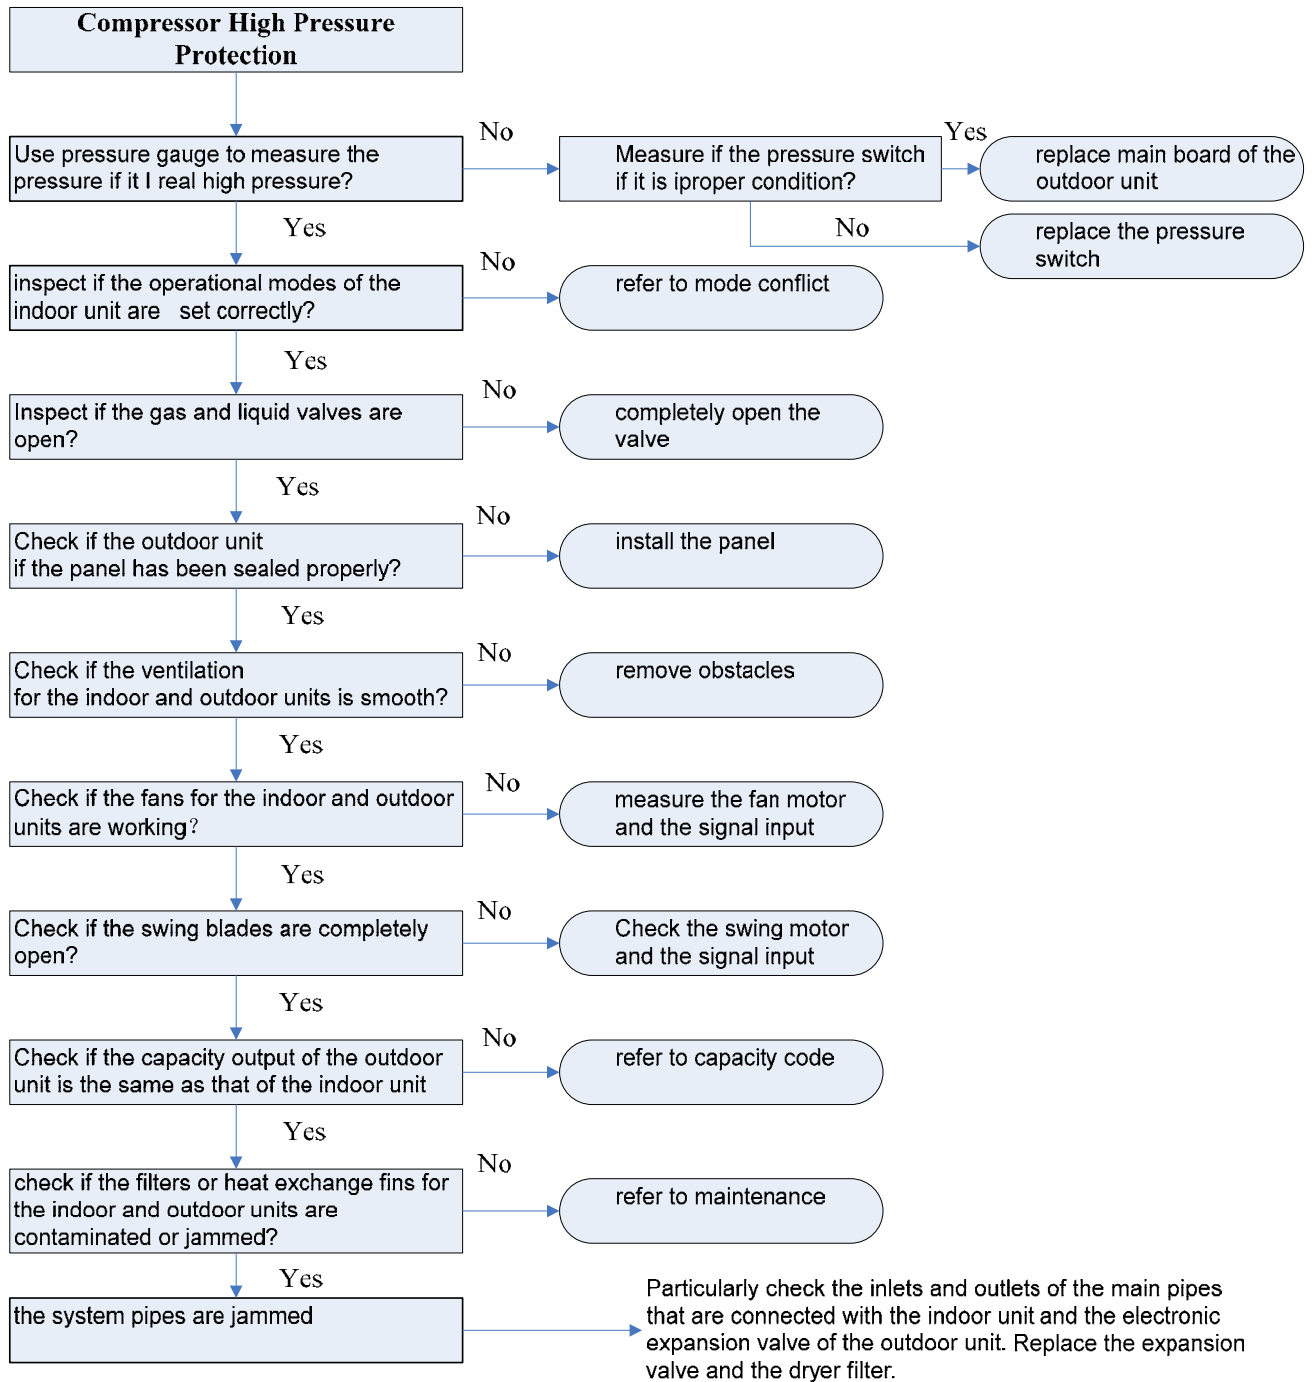 Compressor High Pressure
Protection
Use pressure gauge to measure the
pressure if it I real high pressure?
No
Measure if the pressure switch
if it is iproper condition?
Yes
replace main board of the
outdoor unit
No
replace the pressure
switch
Yes
inspect if the operational modes of the
indoor unit are set correctly?
No
refer to mode conflict
Yes
Inspect if the gas and liquid valves are
open?
No
completely open the
valve
Yes
Check if the outdoor unit
if the panel has been sealed properly?
No
install the panel
Yes
Check if the ventilation
for the indoor and outdoor units is smooth?
No
remove obstacles
Yes
Check if the fans for the indoor and outdoor
units are working?
No
measure the fan motor
and the signal input
Yes
Check if the swing blades are completely
open?
No
Check the swing motor
and the signal input
Yes
Check if the capacity output of the outdoor
unit is the same as that of the indoor unit
No
refer to capacity code
Yes
check if the filters or heat exchange fins for
the indoor and outdoor units are
contaminated or jammed?
No
refer to maintenance
Yes
the system pipes are jammed
Particularly check the inlets and outlets of the main pipes
that are connected with the indoor unit and the electronic
expansion valve of the outdoor unit. Replace the expansion
valve and the dryer filter.